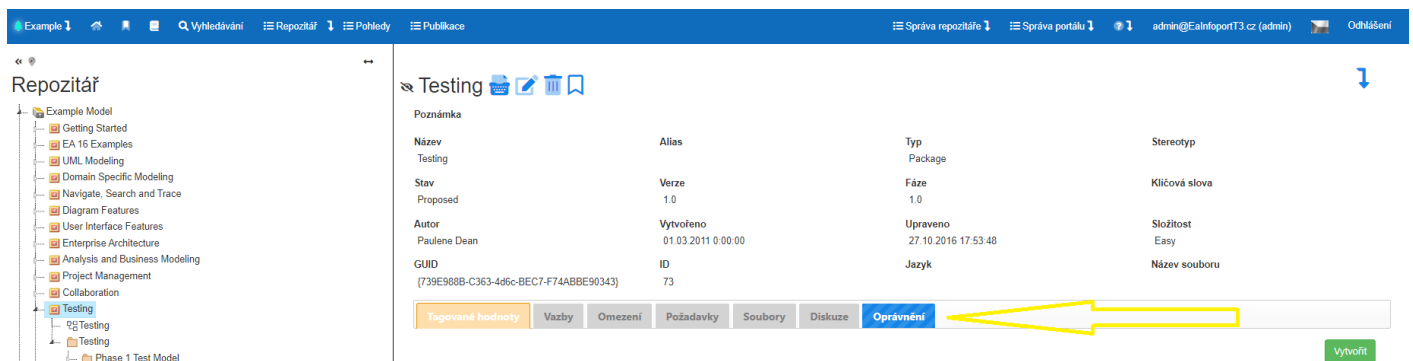 Example Vyhledávání Repozitář Pohledy Publikace Správa repozitáře Správa portálu admin@EaInfoportT3.cz (admin) Odhlášení
Repozitář
Example Model
Getting Started
EA 16 Examples
UML Modeling
Domain Specific Modeling
Navigate, Search and Trace
Diagram Features
User Interface Features
Enterprise Architecture
Analysis and Business Modeling
Project Management
Collaboration
Testing
Testing
Testing
Phase 1 Test Model
Testing
Poznámka
Název Alias Typ Stereotyp
Testing Package
Stav Verze Fáze Klíčová slova
Proposed 1.0 1.0
Autor Vytvořeno Upraveno Složitost
Paulene Dean 01.03.2011 0:00:00 27.10.2016 17:53:48 Easy
GUID ID Jazyk Název souboru
{739E988B-C363-4d6c-BEC7-F74ABBE90343} 73
Tagované hodnoty Vazby Omezení Požadavky Soubory Diskuze Oprávnění
Vytvořit